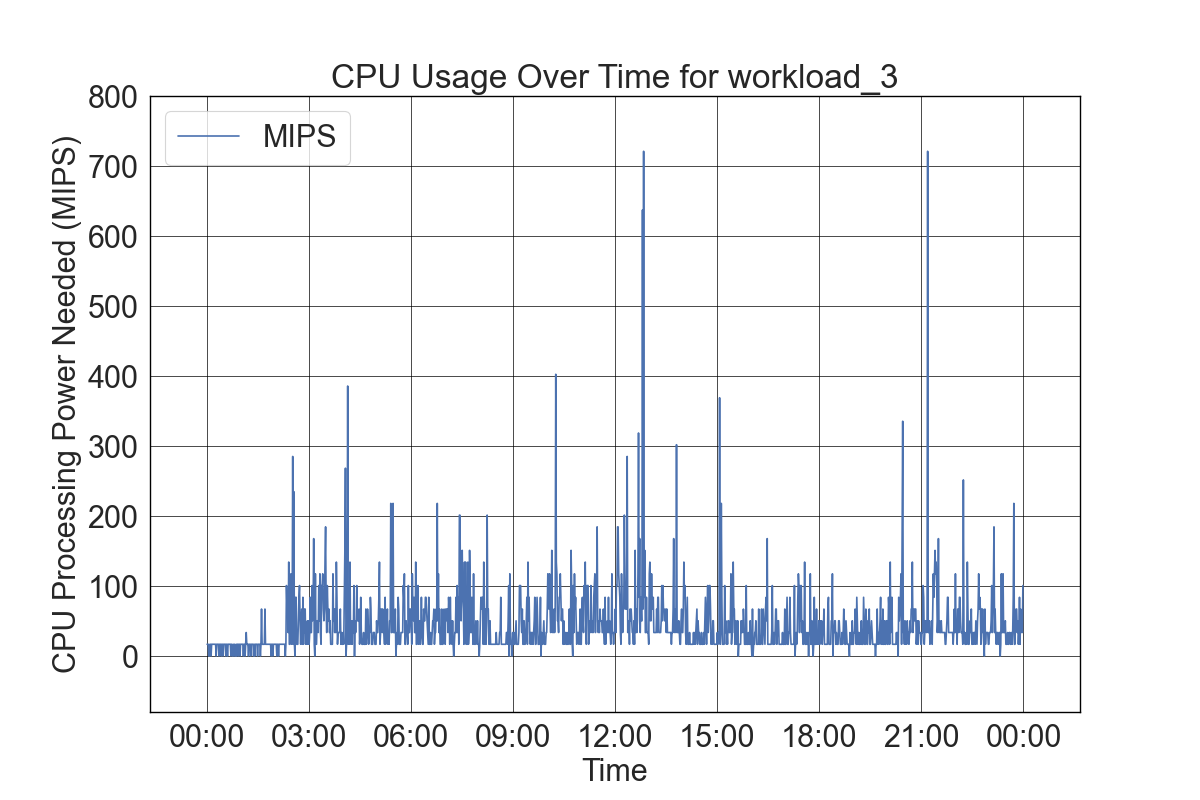 CPU Usage Over Time for workload_3
MIPS
CPU Processing Power Needed (MIPS)
800
700
600
500
400
300
200
100
0
00:00 03:00 06:00 09:00 12:00 15:00 18:00 21:00 00:00
Time